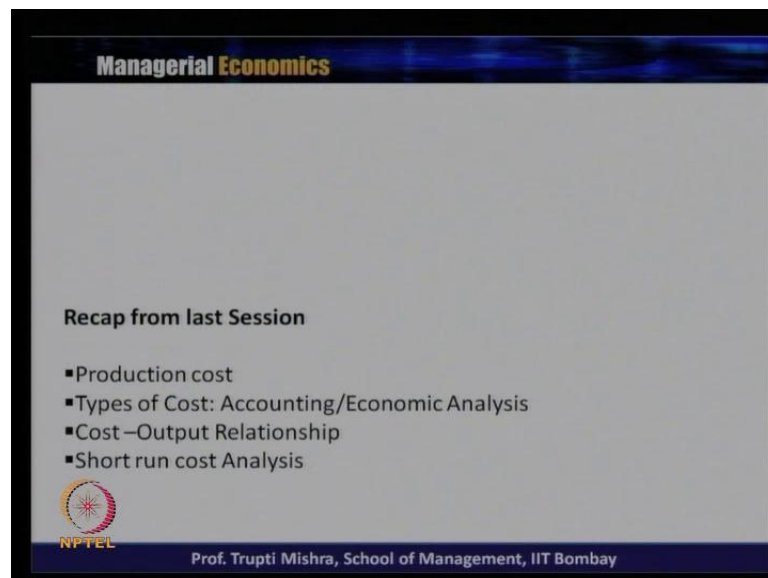 Managerial Economics
Recap from last Session
▪Production cost
▪Types of Cost: Accounting/Economic Analysis
▪Cost –Output Relationship
▪Short run cost Analysis
NPTEL
Prof. Trupti Mishra, School of Management, IIT Bombay